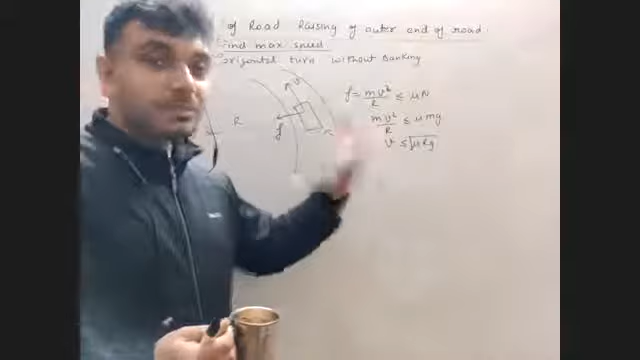 of Road Raising of outer end of road
find max speed
orizontal turn without Banking
v
R
f
f = mv²/R ≤ μN
mv²/R ≤ μmg
v ≤ √μRg